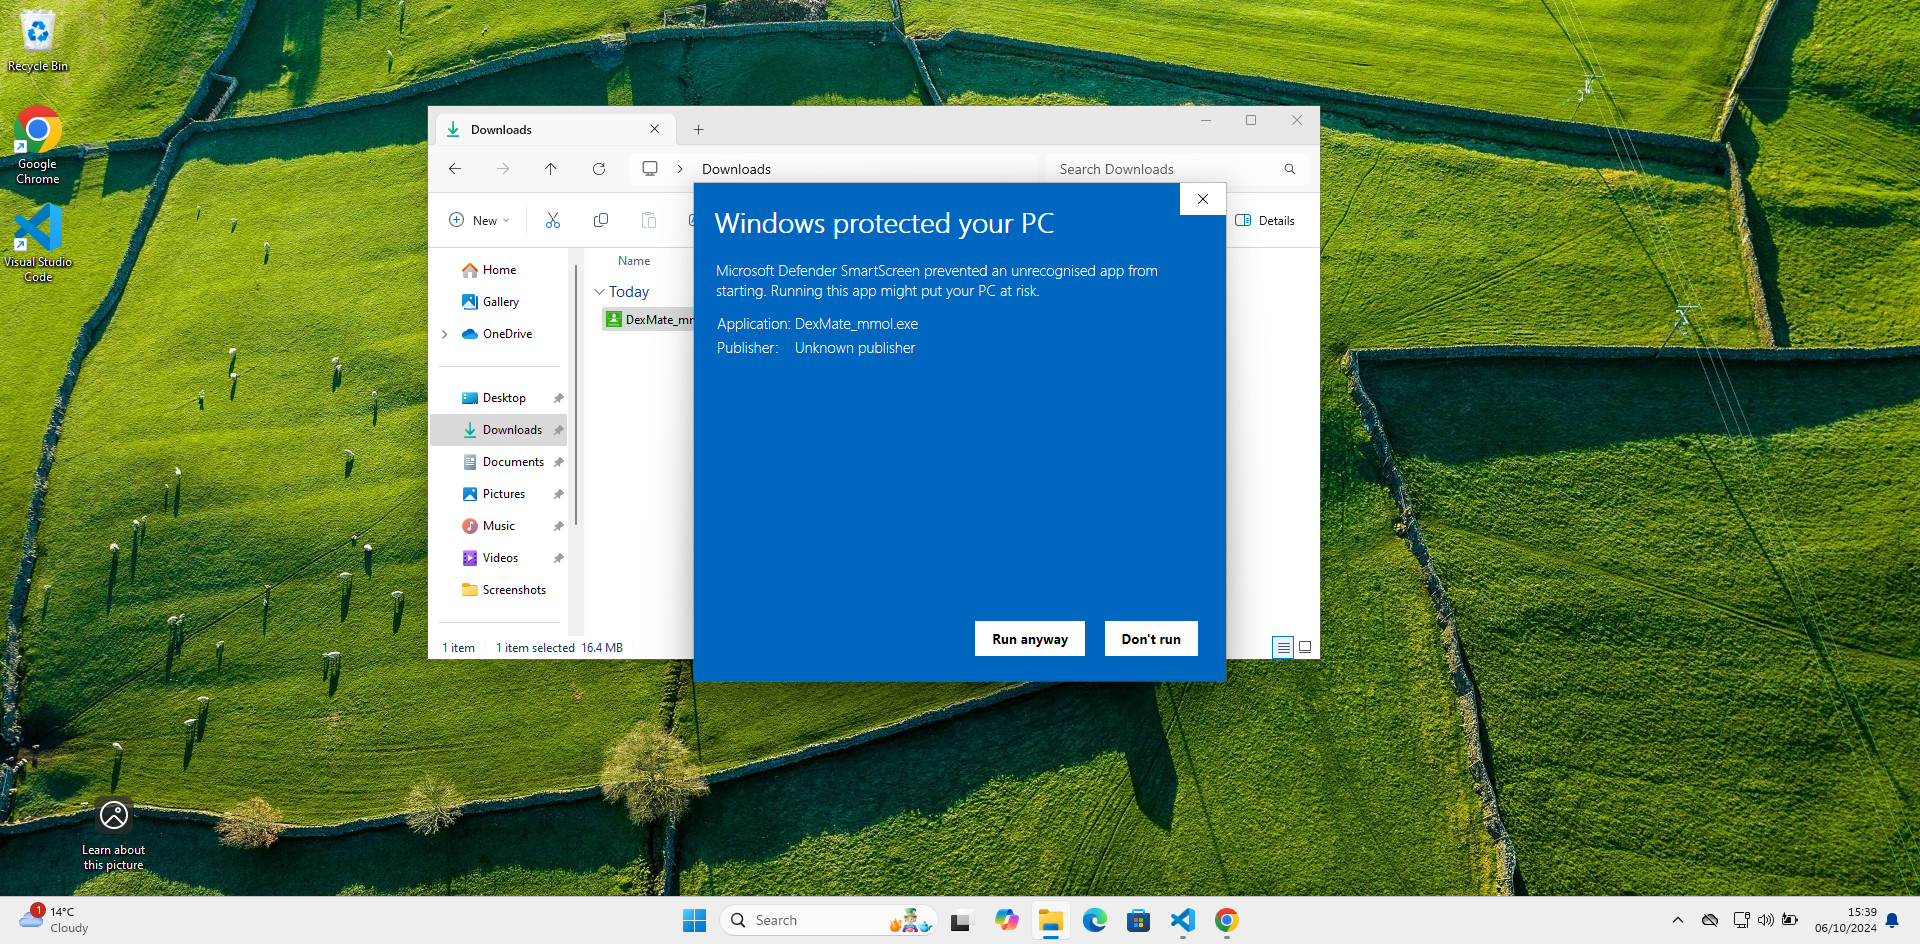 Recycle Bin
Google
Chrome
Visual Studio
Code
Learn about
this picture
Downloads
Downloads
Search Downloads
New
Details
Home
Gallery
OneDrive
Desktop
Downloads
Documents
Pictures
Music
Videos
Screenshots
Name
Today
DexMate_mm
1 item
1 item selected 16.4 MB
Windows protected your PC
Microsoft Defender SmartScreen prevented an unrecognised app from
starting. Running this app might put your PC at risk.
Application: DexMate_mmol.exe
Publisher: Unknown publisher
Run anyway
Don't run
1
14°C
Cloudy
Search
15:39
06/10/2024